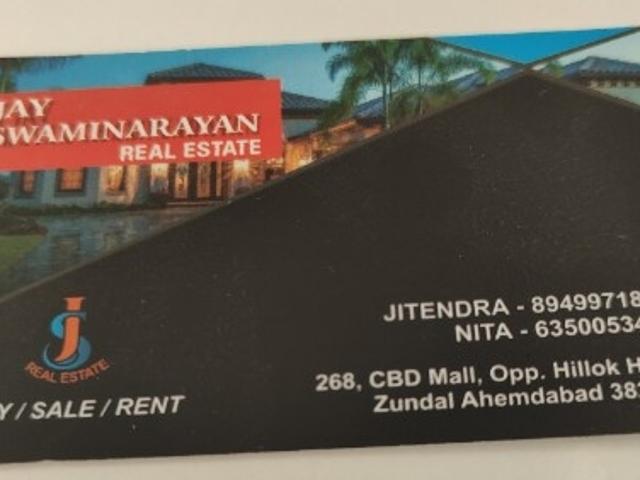 JAY
SWAMINARAYAN
REAL ESTATE
JS
REAL ESTATE
Y / SALE / RENT
JITENDRA - 89499718
NITA - 63500534
268, CBD Mall, Opp. Hillok H
Zundal Ahemdabad 38